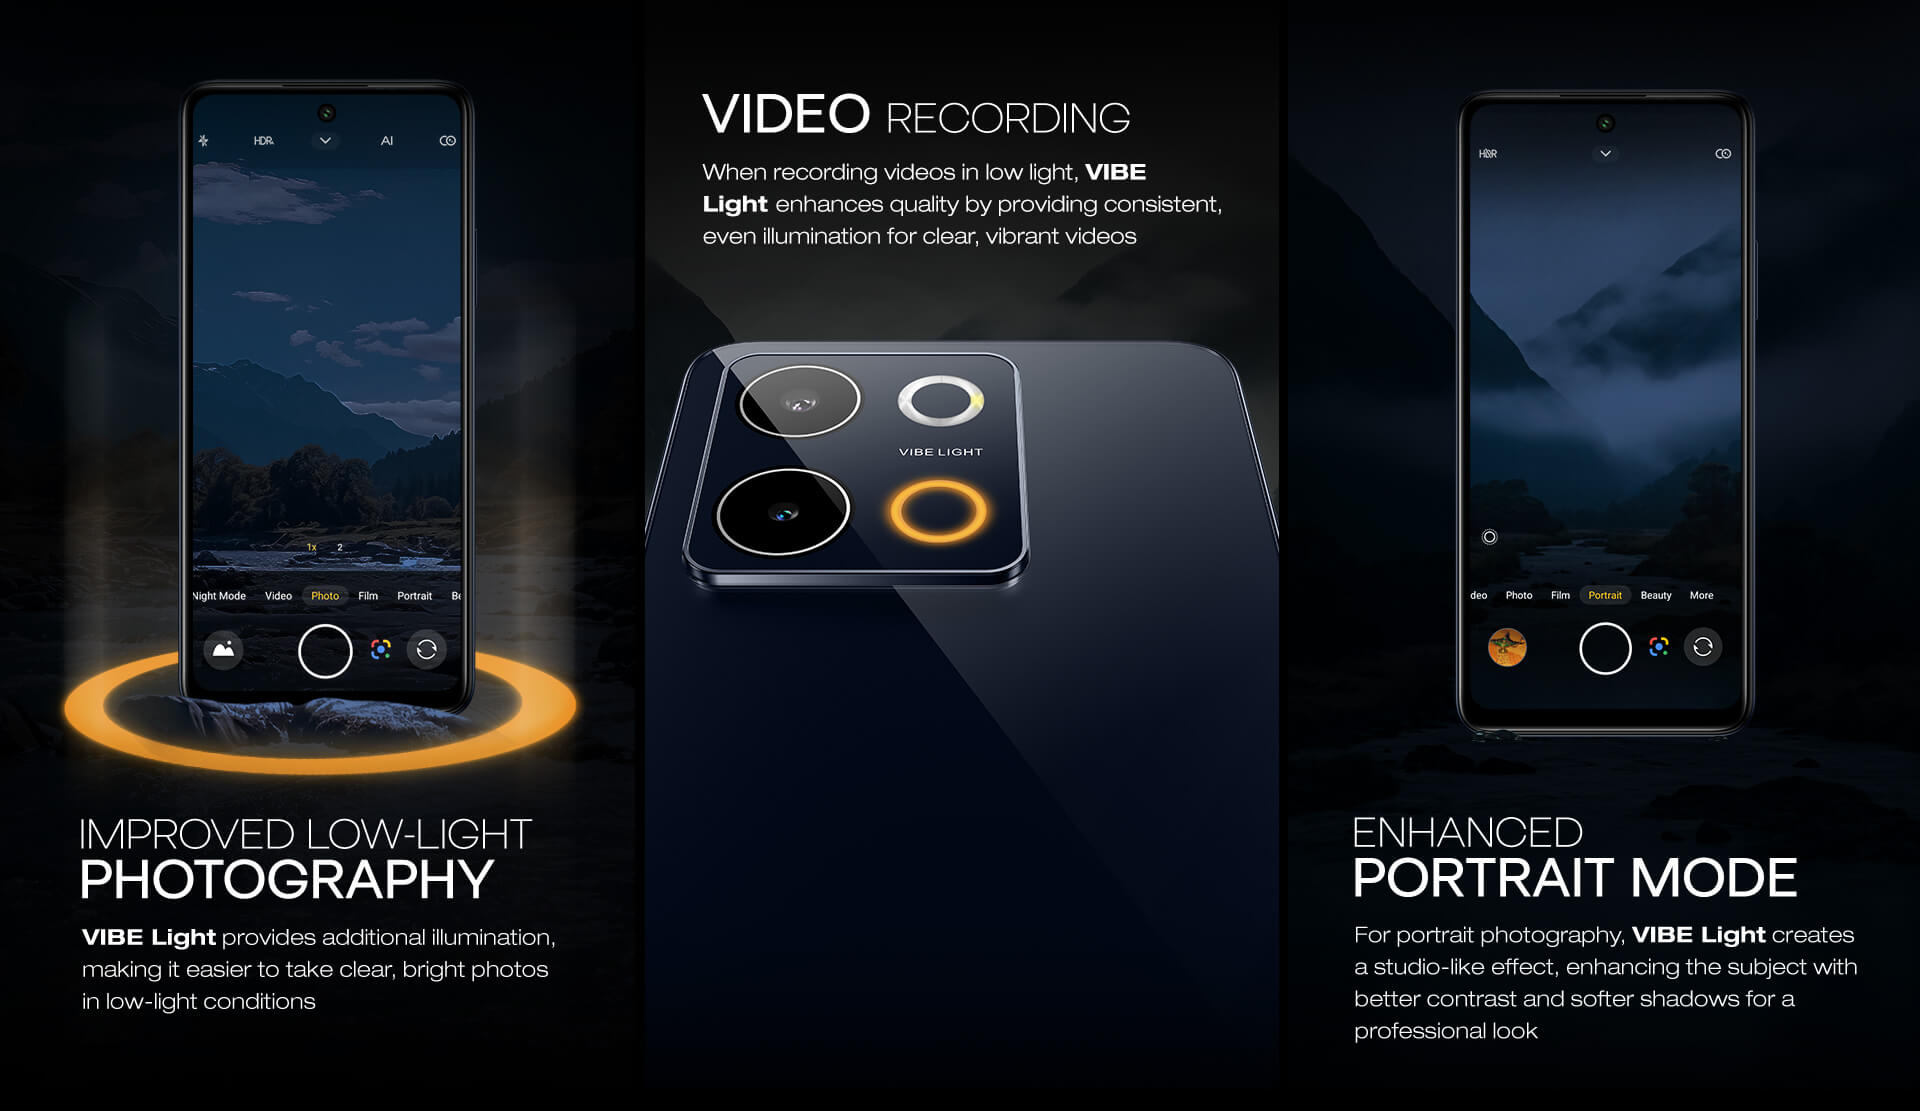 HDR AI
1x 2
Night Mode Video Photo Film Portrait Be
IMPROVED LOW-LIGHT
PHOTOGRAPHY
VIBE Light provides additional illumination,
making it easier to take clear, bright photos
in low-light conditions
VIDEO RECORDING
When recording videos in low light, VIBE
Light enhances quality by providing consistent,
even illumination for clear, vibrant videos
VIBE LIGHT
HDR
deo Photo Film Portrait Beauty More
ENHANCED
PORTRAIT MODE
For portrait photography, VIBE Light creates
a studio-like effect, enhancing the subject with
better contrast and softer shadows for a
professional look